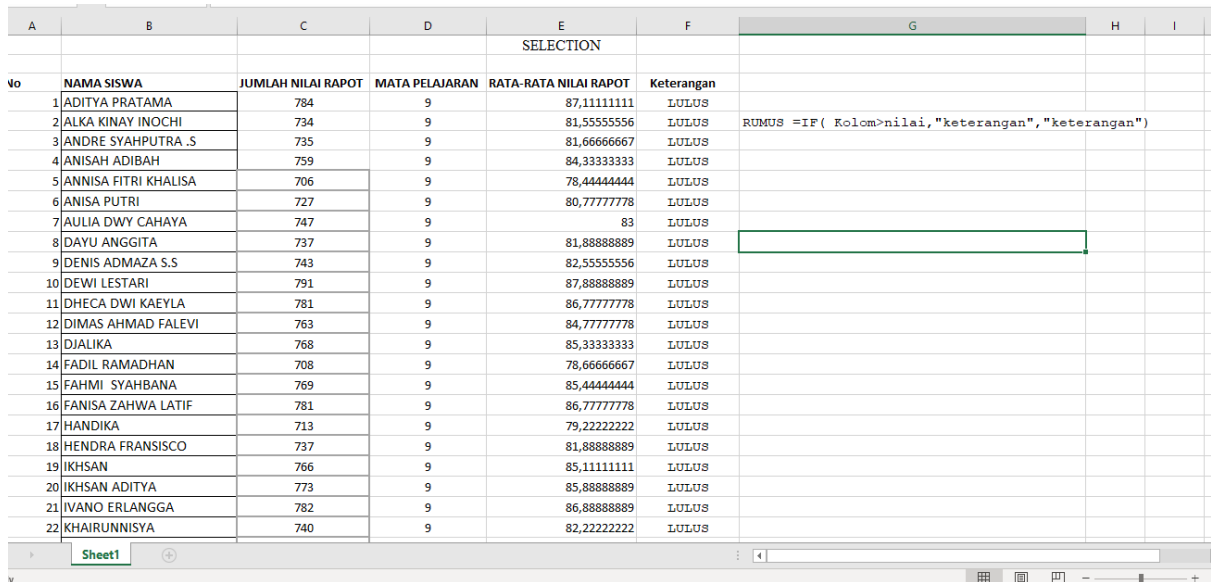 A B C D E F G H I
SELECTION
No NAMA SISWA JUMLAH NILAI RAPOT MATA PELAJARAN RATA-RATA NILAI RAPOT Keterangan
1 ADITYA PRATAMA 784 9 87,11111111 LULUS
2 ALKA KINAY INOCHI 734 9 81,55555556 LULUS RUMUS =IF( Kolom>nilai,"keterangan","keterangan")
3 ANDRE SYAHPUTRA .S 735 9 81,66666667 LULUS
4 ANISAH ADIBAH 759 9 84,33333333 LULUS
5 ANNISA FITRI KHALISA 706 9 78,44444444 LULUS
6 ANISA PUTRI 727 9 80,77777778 LULUS
7 AULIA DWY CAHAYA 747 9 83 LULUS
8 DAYU ANGGITA 737 9 81,88888889 LULUS
9 DENIS ADMAZA S.S 743 9 82,55555556 LULUS
10 DEWI LESTARI 791 9 87,88888889 LULUS
11 DHECA DWI KAEYLA 781 9 86,77777778 LULUS
12 DIMAS AHMAD FALEVI 763 9 84,77777778 LULUS
13 DJALIKA 768 9 85,33333333 LULUS
14 FADIL RAMADHAN 708 9 78,66666667 LULUS
15 FAHMI SYAHBANA 769 9 85,44444444 LULUS
16 FANISA ZAHWA LATIF 781 9 86,77777778 LULUS
17 HANDIKA 713 9 79,22222222 LULUS
18 HENDRA FRANSISCO 737 9 81,88888889 LULUS
19 IKHSAN 766 9 85,11111111 LULUS
20 IKHSAN ADITYA 773 9 85,88888889 LULUS
21 IVANO ERLANGGA 782 9 86,88888889 LULUS
22 KHAIRUNNISYA 740 9 82,22222222 LULUS
Sheet1